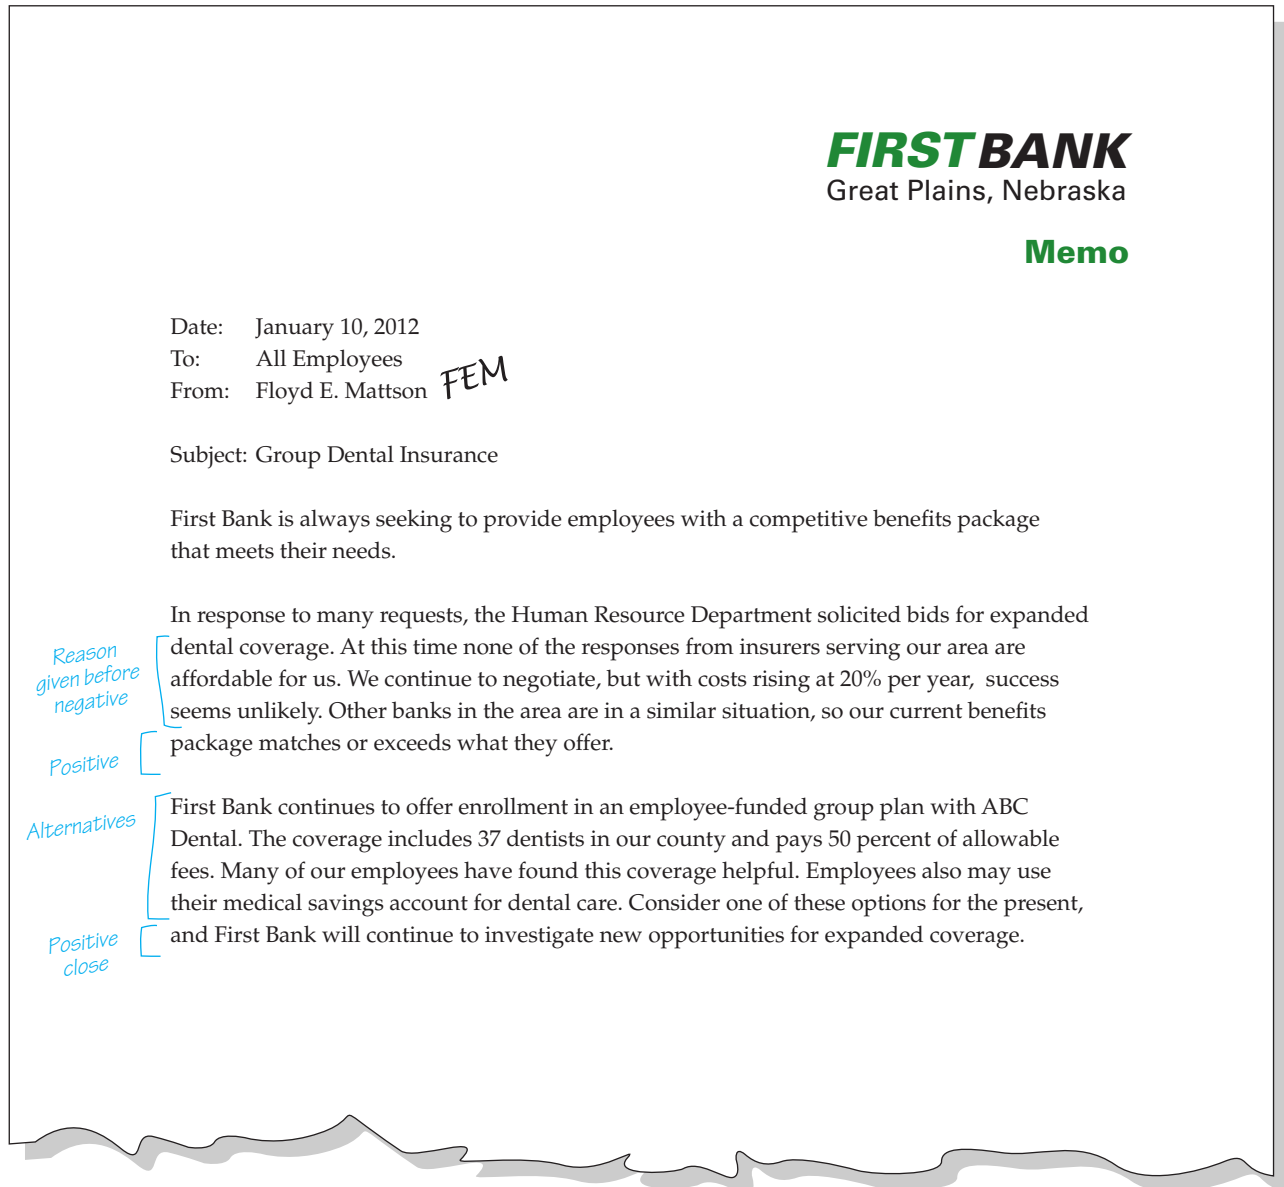 FIRST BANK
Great Plains, Nebraska
Memo
Date: January 10, 2012
To: All Employees
From: Floyd E. Mattson FEM
Subject: Group Dental Insurance
First Bank is always seeking to provide employees with a competitive benefits package
that meets their needs.
In response to many requests, the Human Resource Department solicited bids for expanded
dental coverage. At this time none of the responses from insurers serving our area are
affordable for us. We continue to negotiate, but with costs rising at 20% per year, success
seems unlikely. Other banks in the area are in a similar situation, so our current benefits
package matches or exceeds what they offer.
Reason
given before
negative
Positive
First Bank continues to offer enrollment in an employee-funded group plan with ABC
Dental. The coverage includes 37 dentists in our county and pays 50 percent of allowable
fees. Many of our employees have found this coverage helpful. Employees also may use
their medical savings account for dental care. Consider one of these options for the present,
and First Bank will continue to investigate new opportunities for expanded coverage.
Alternatives
Positive
close